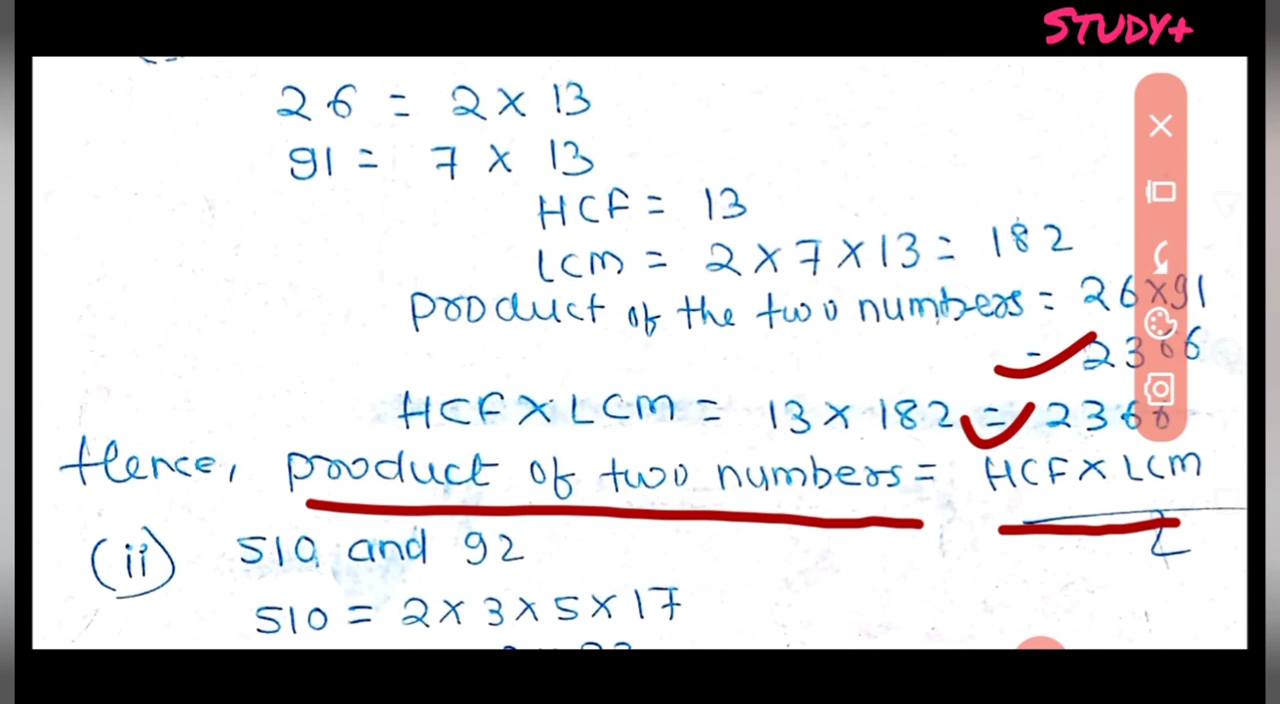 STUDY+
26 = 2 × 13
91 = 7 × 13
HCF = 13
LCM = 2 × 7 × 13 = 182
product of the two numbers = 26×91
= 2366
HCF × LCM = 13 × 182 = 2366
Hence, product of two numbers = HCF × LCM
(ii) 510 and 92
510 = 2 × 3 × 5 × 17